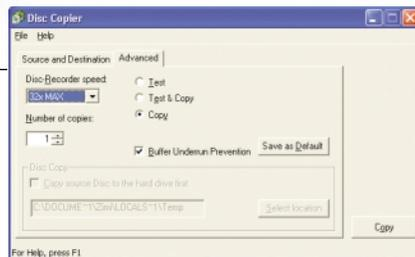 Disc Copier
File Help
Source and Destination Advanced
Disc-Recorder speed:
32x MAX
Number of copies:
1
Test
Test & Copy
Copy
Buffer Underrun Prevention
Save as Default
Disc Copy
Copy source Disc to the hard drive first
C:\DOCUME~1\Zimi\LOCALS~1\Temp
Select location
Copy
For Help, press F1